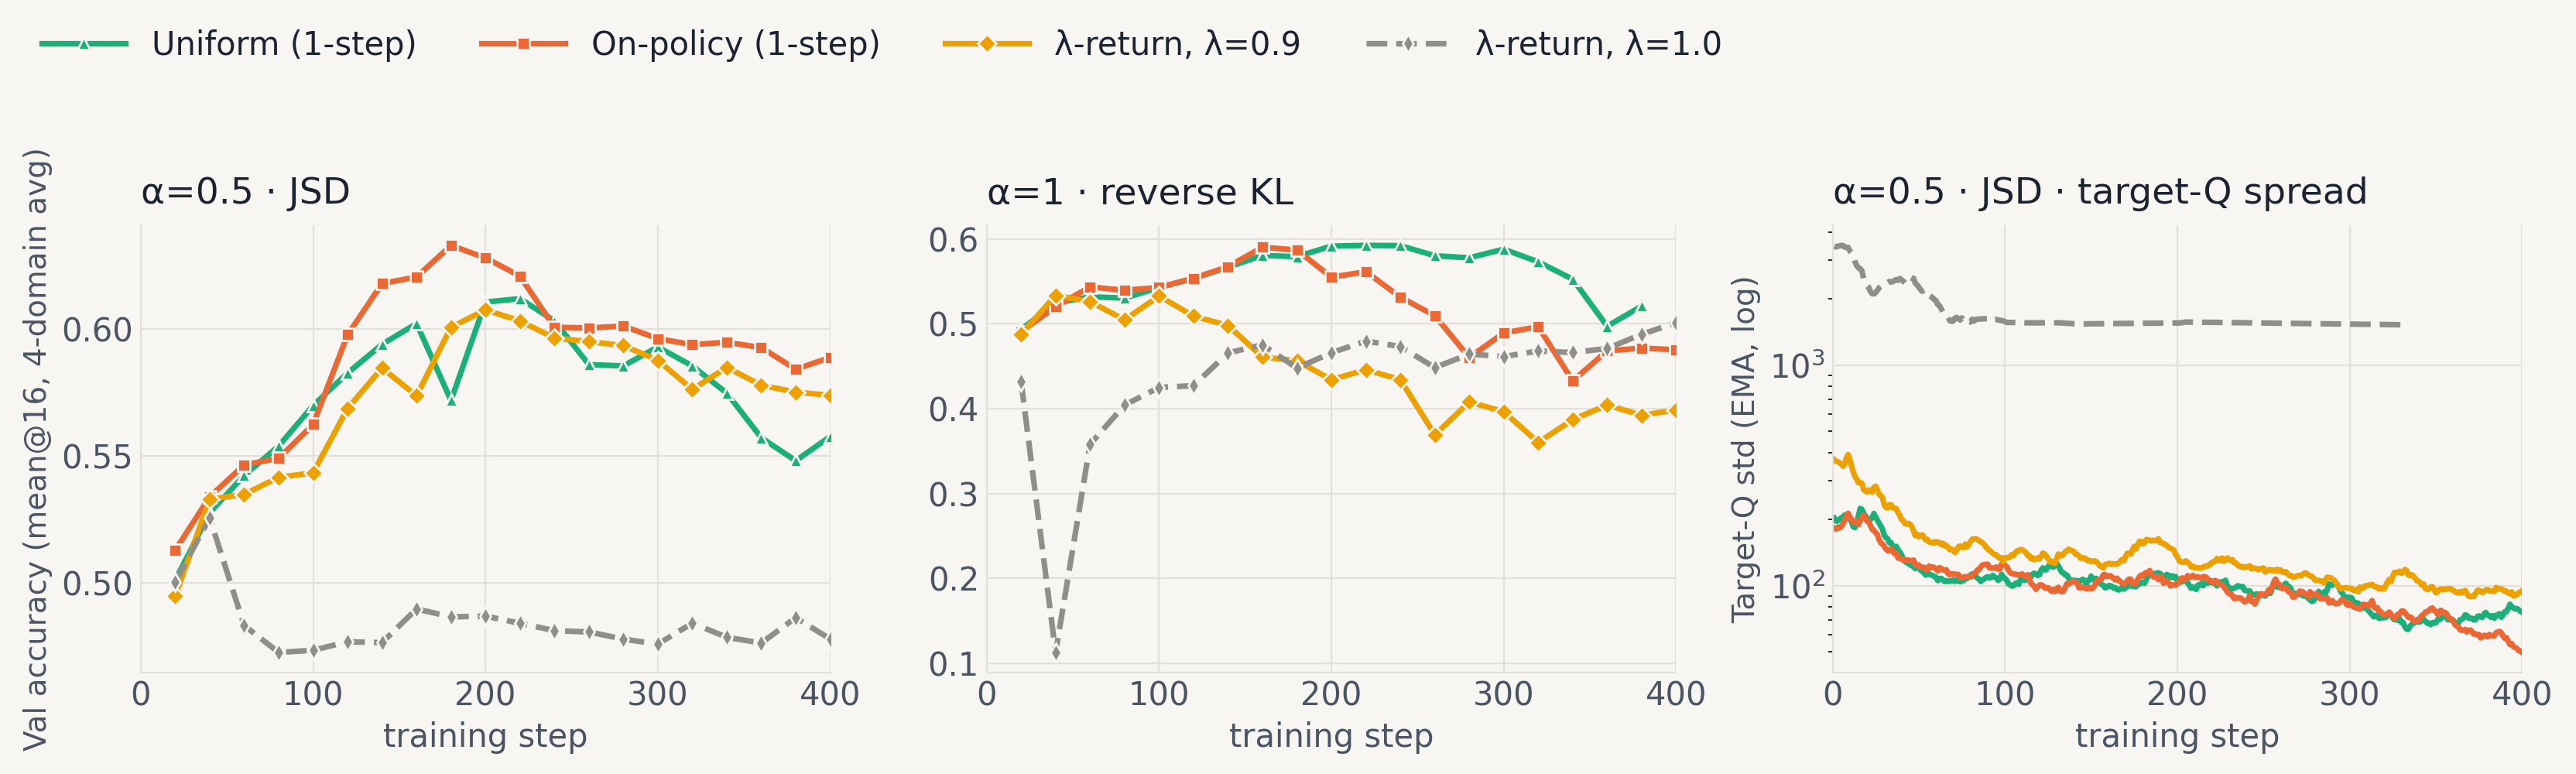 Uniform (1-step)
On-policy (1-step)
λ-return, λ=0.9
λ-return, λ=1.0
α=0.5 · JSD
Val accuracy (mean@16, 4-domain avg)
0.60
0.55
0.50
0 100 200 300 400
training step
α=1 · reverse KL
0.6
0.5
0.4
0.3
0.2
0.1
0 100 200 300 400
training step
α=0.5 · JSD · target-Q spread
Target-Q std (EMA, log)
10³
10²
0 100 200 300 400
training step